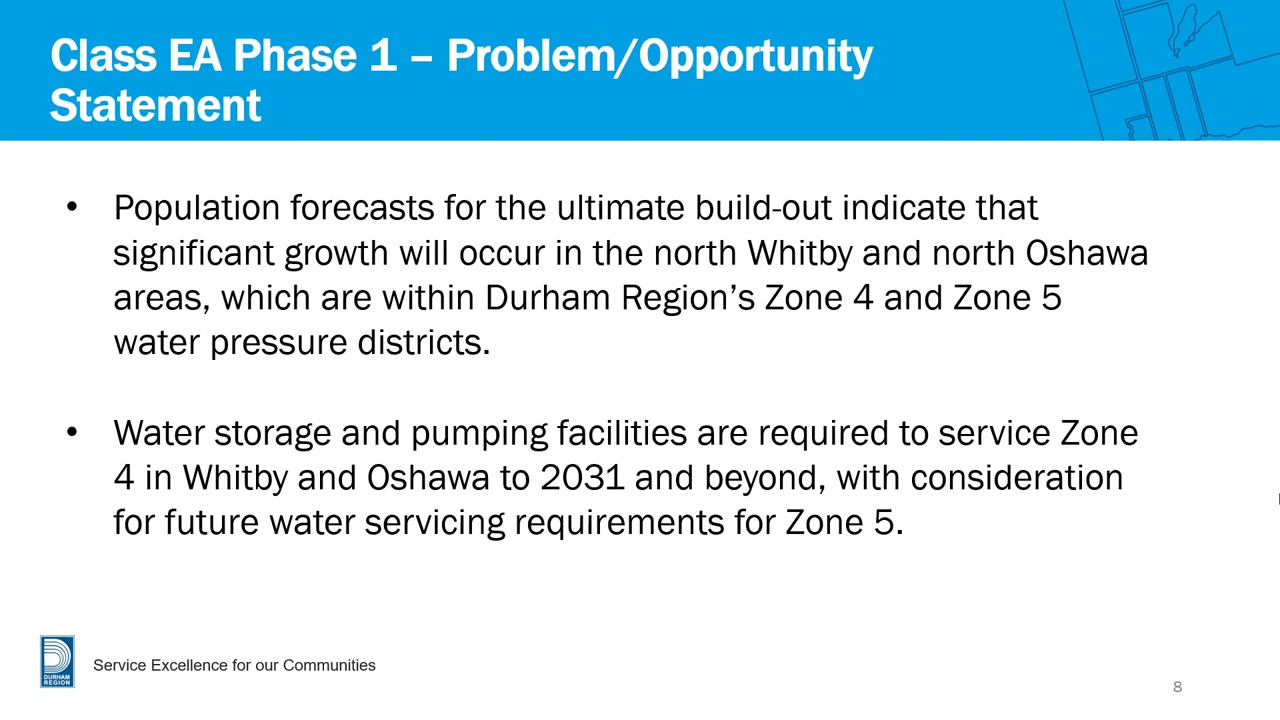 Class EA Phase 1 – Problem/Opportunity
Statement
• Population forecasts for the ultimate build-out indicate that
significant growth will occur in the north Whitby and north Oshawa
areas, which are within Durham Region’s Zone 4 and Zone 5
water pressure districts.
• Water storage and pumping facilities are required to service Zone
4 in Whitby and Oshawa to 2031 and beyond, with consideration
for future water servicing requirements for Zone 5.
DURHAM
REGION
Service Excellence for our Communities
8